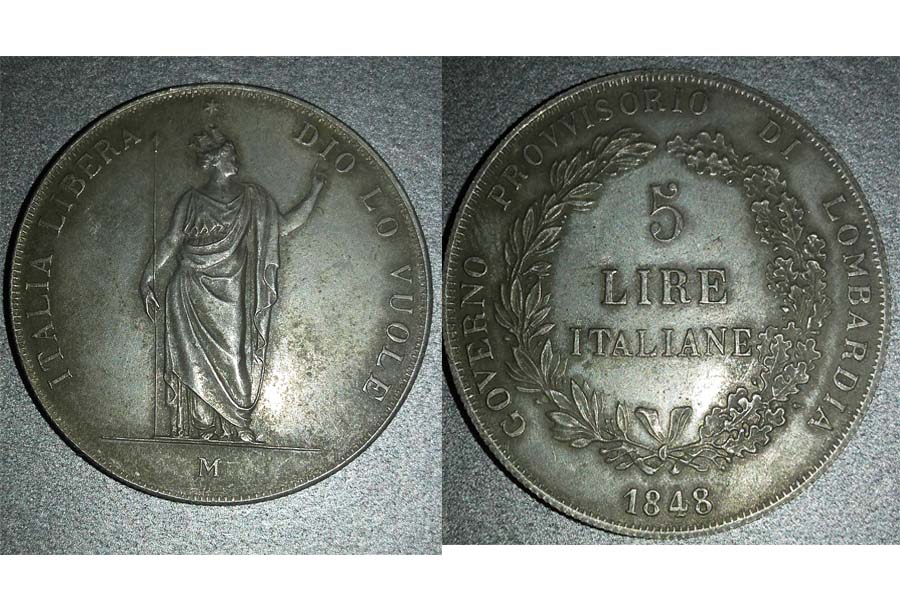 ITALIA LIBERA DIO LO VUOLE
M
GOVERNO PROVVISORIO DI LOMBARDIA
5
LIRE
ITALIANE
1848